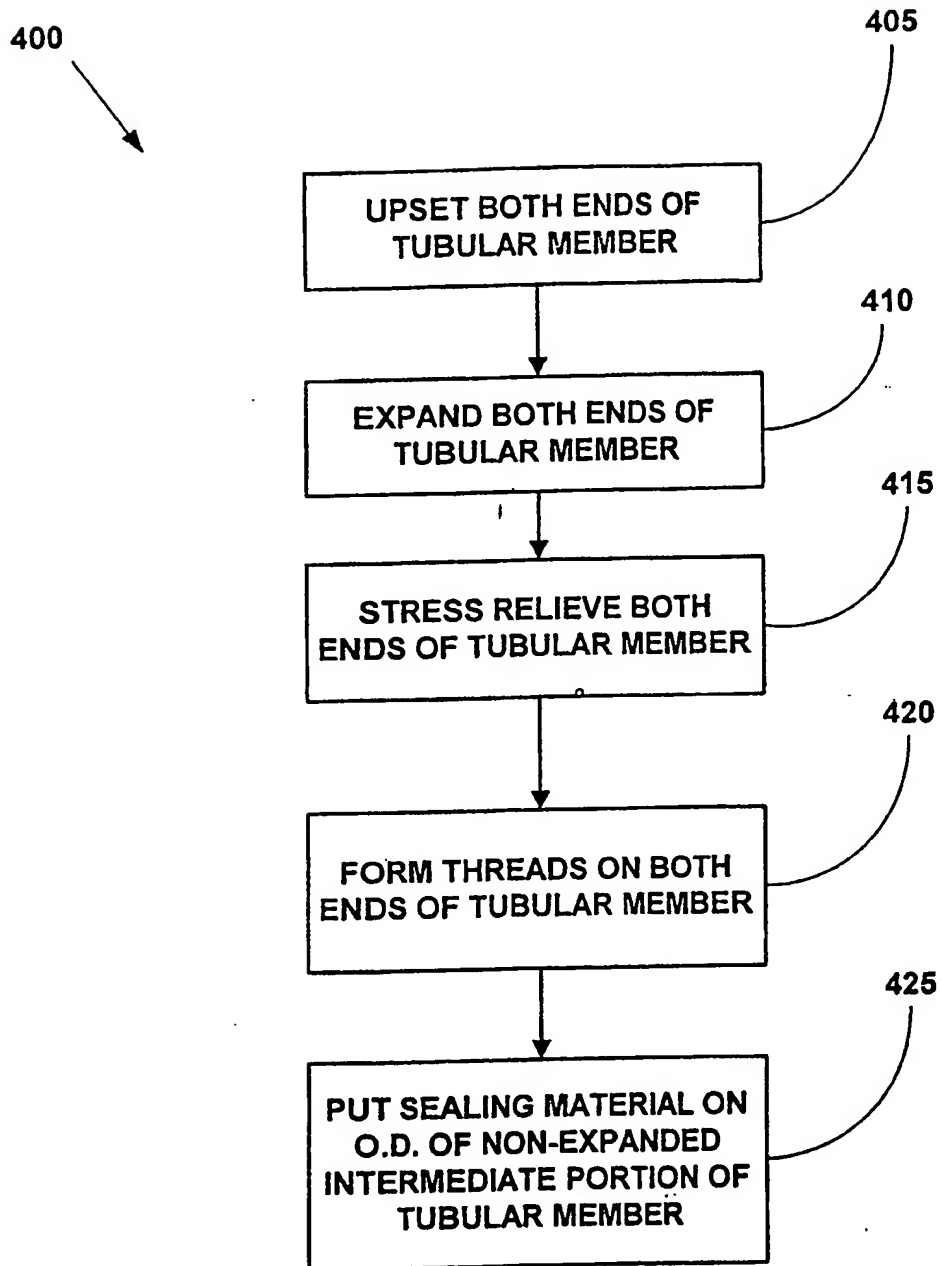 400
405
UPSET BOTH ENDS OF
TUBULAR MEMBER
410
EXPAND BOTH ENDS OF
TUBULAR MEMBER
415
STRESS RELIEVE BOTH
ENDS OF TUBULAR MEMBER
420
FORM THREADS ON BOTH
ENDS OF TUBULAR MEMBER
425
PUT SEALING MATERIAL ON
O.D. OF NON-EXPANDED
INTERMEDIATE PORTION OF
TUBULAR MEMBER